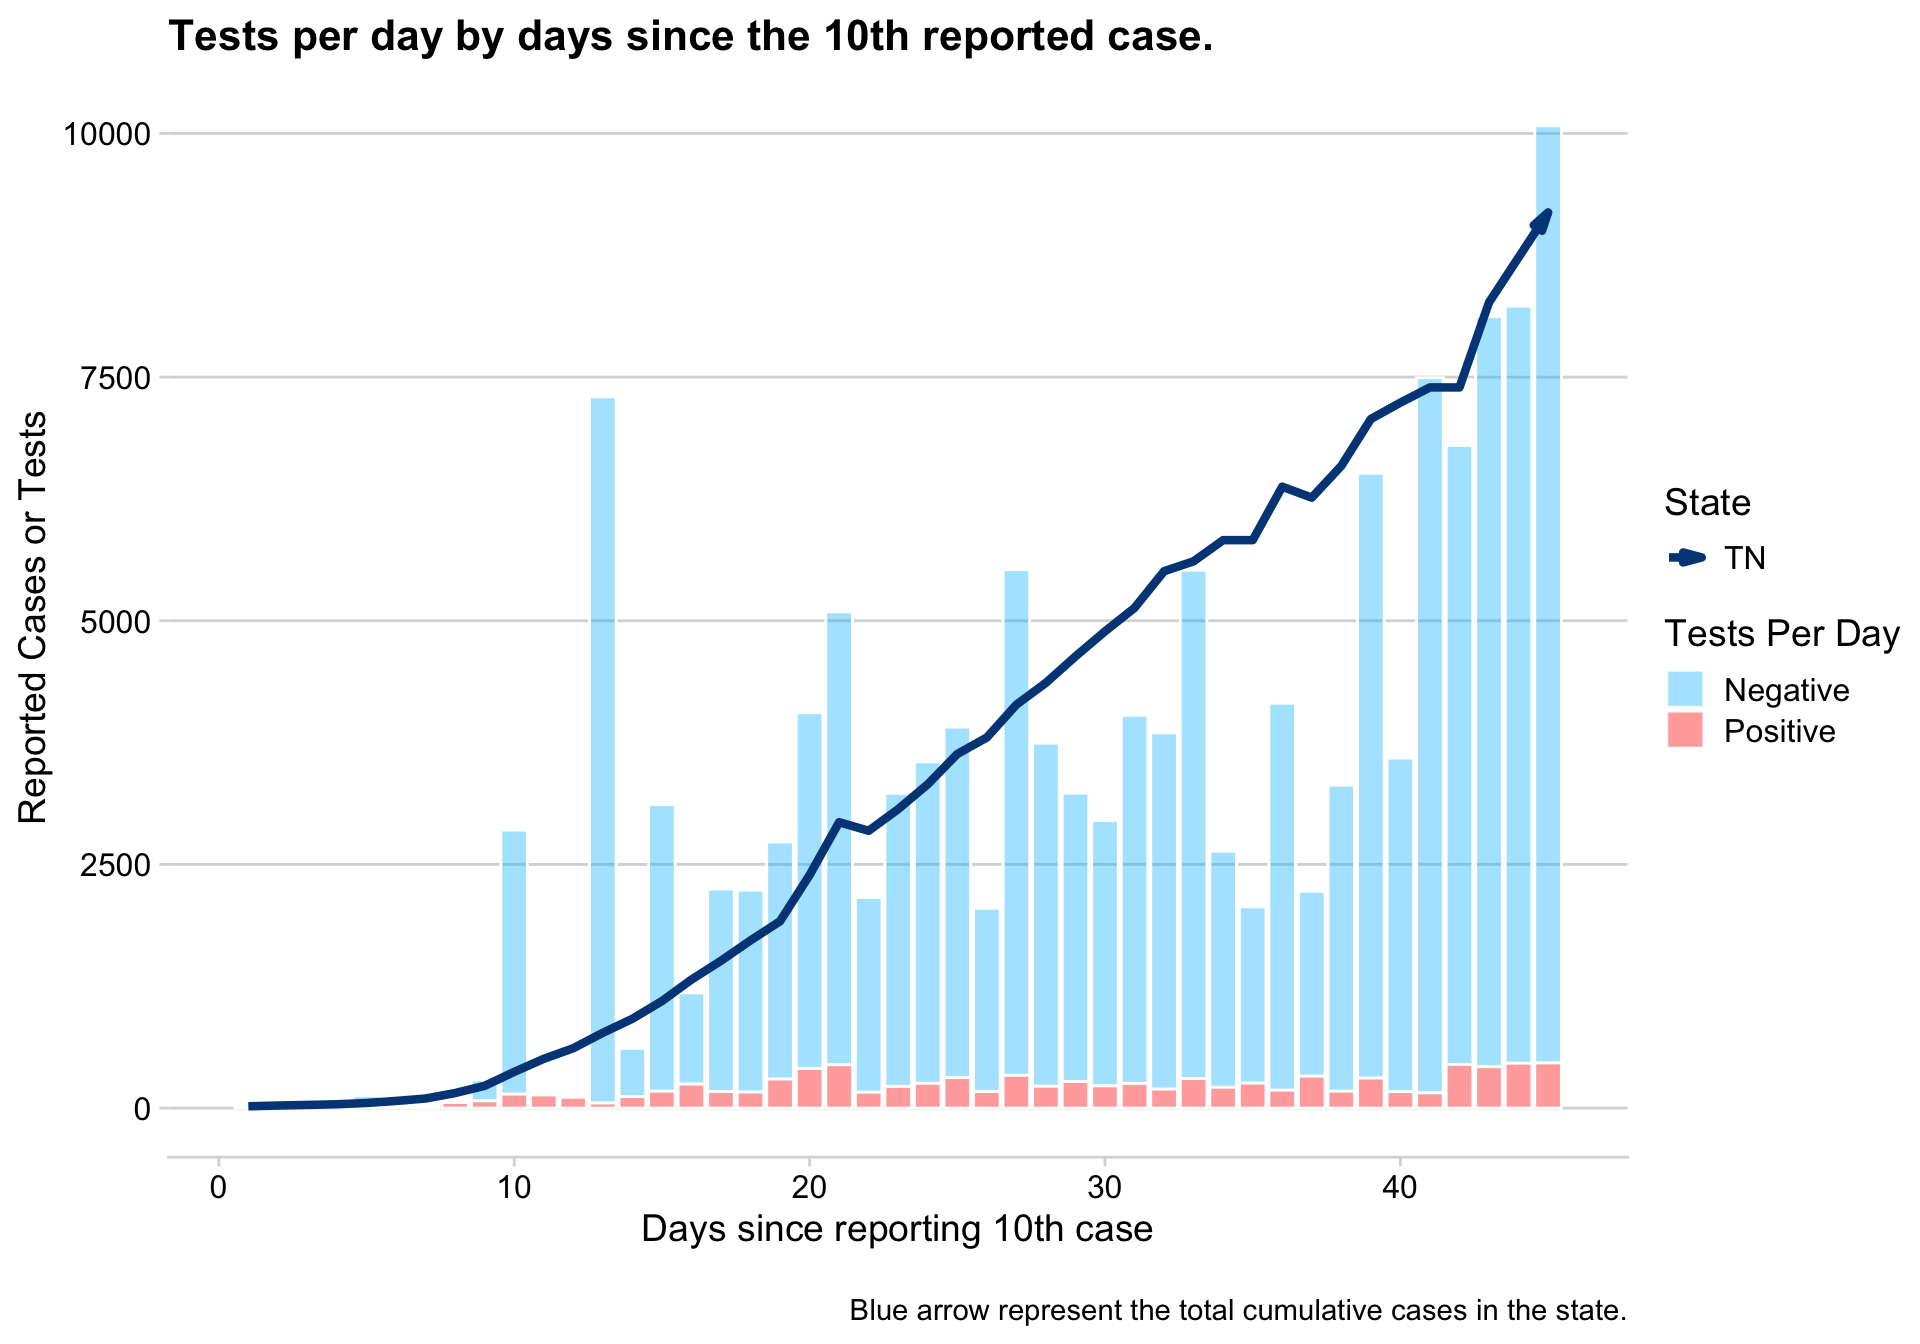 Tests per day by days since the 10th reported case.
10000
7500
5000
2500
0
Reported Cases or Tests
0 10 20 30 40
Days since reporting 10th case
State
TN
Tests Per Day
Negative
Positive
Blue arrow represent the total cumulative cases in the state.